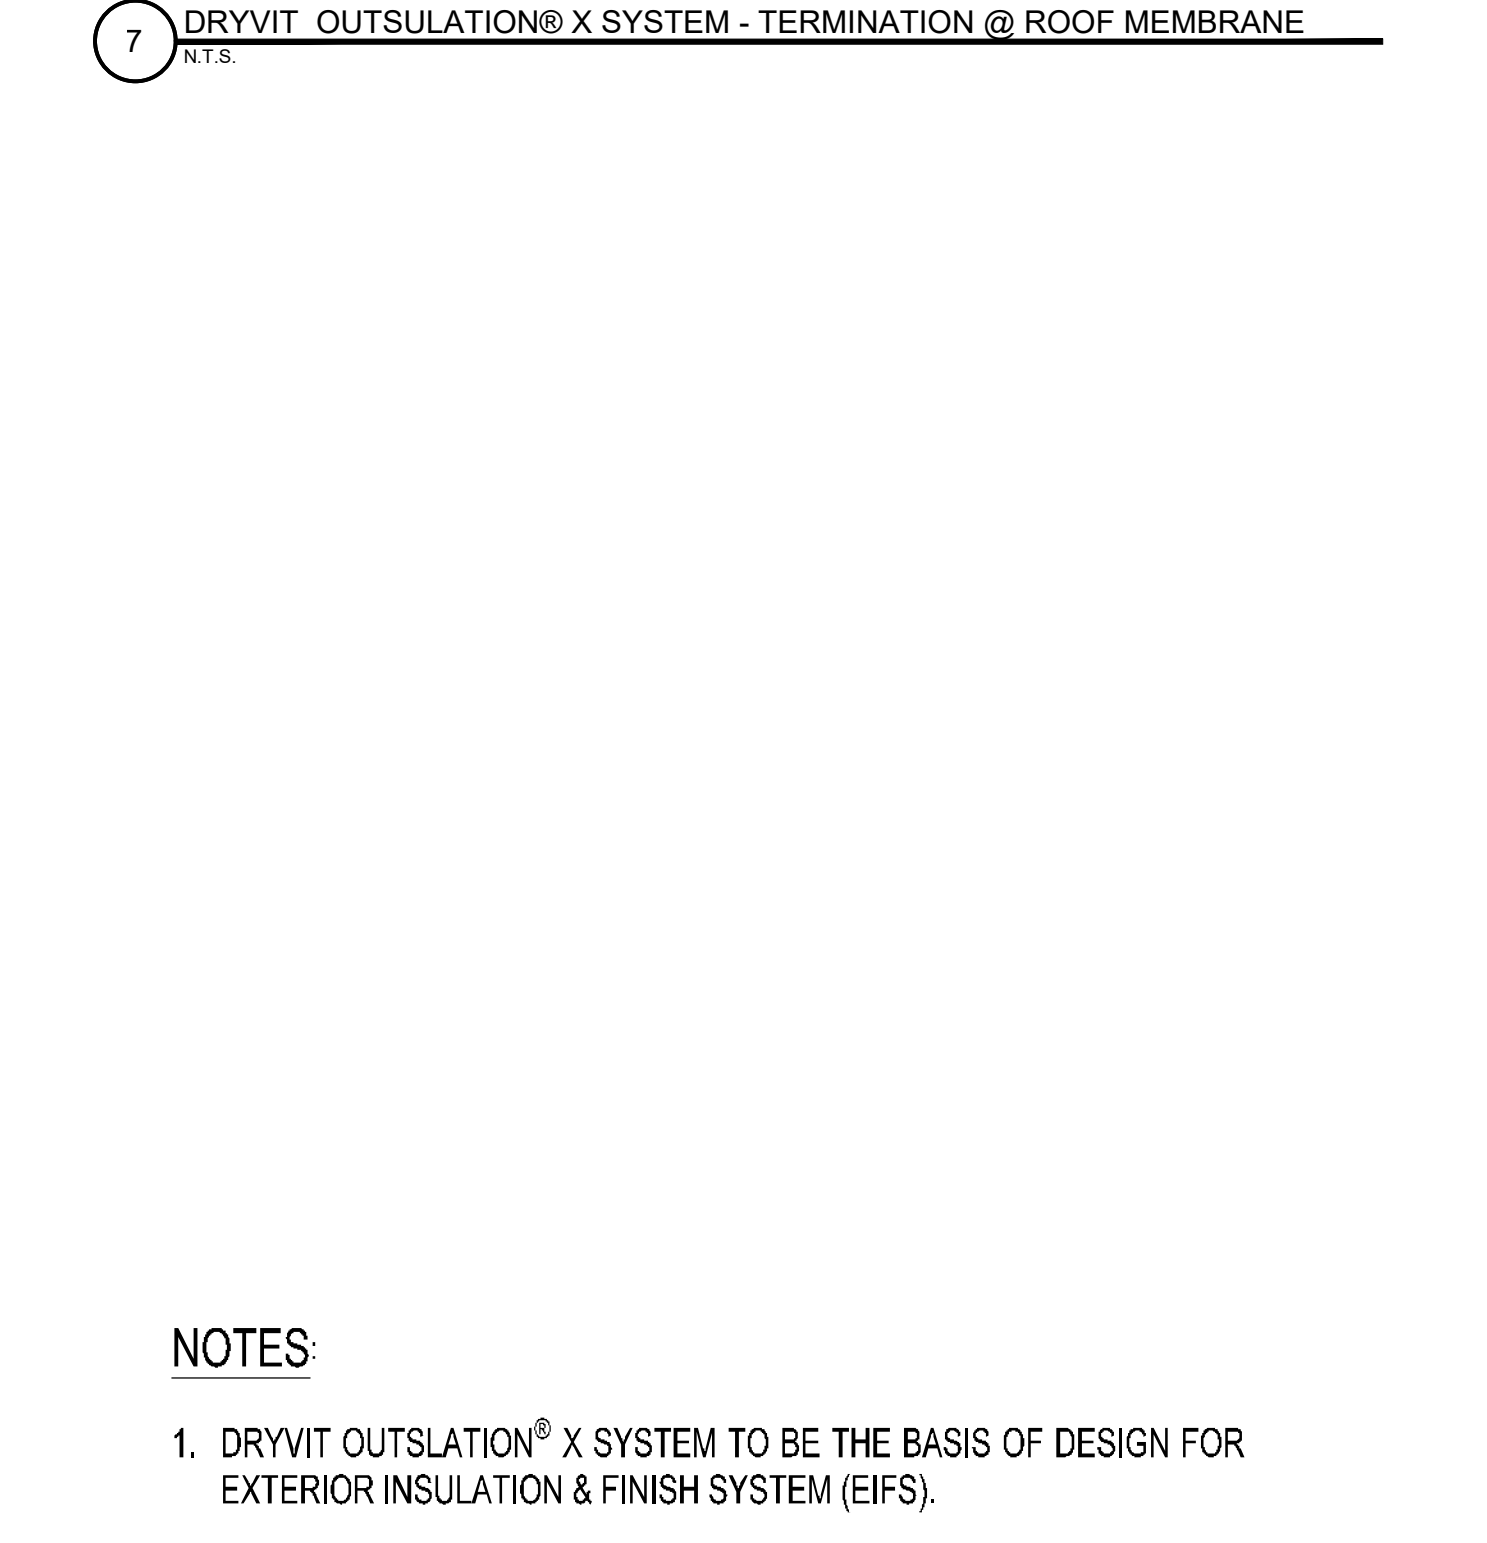 7
DRYVIT OUTSULATION® X SYSTEM - TERMINATION @ ROOF MEMBRANE
N.T.S.
NOTES:
1. DRYVIT OUTSLATION® X SYSTEM TO BE THE BASIS OF DESIGN FOR
EXTERIOR INSULATION & FINISH SYSTEM (EIFS).